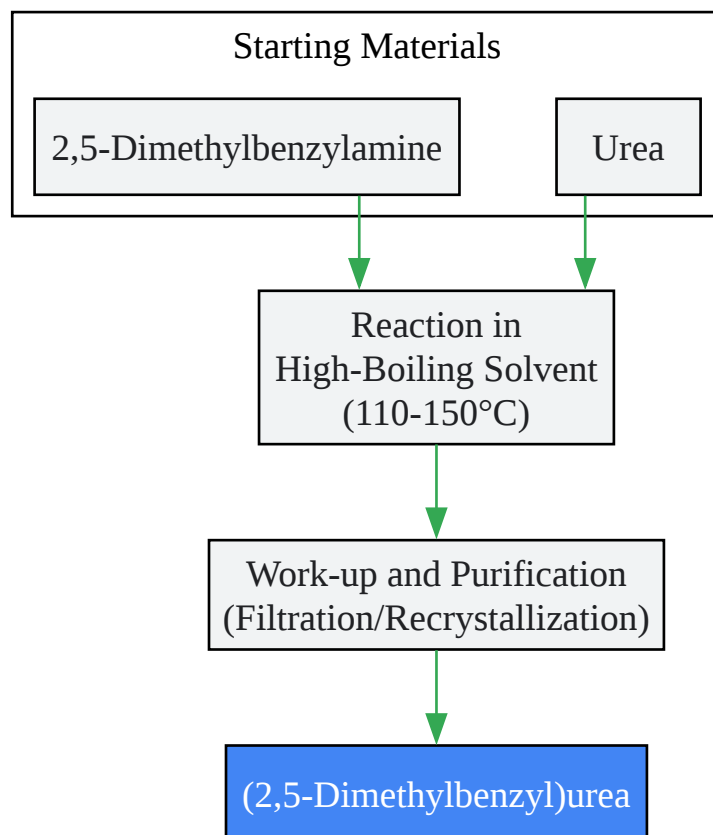 Starting Materials
2,5-Dimethylbenzylamine
Urea
Reaction in
High-Boiling Solvent
(110-150°C)
Work-up and Purification
(Filtration/Recrystallization)
(2,5-Dimethylbenzyl)urea